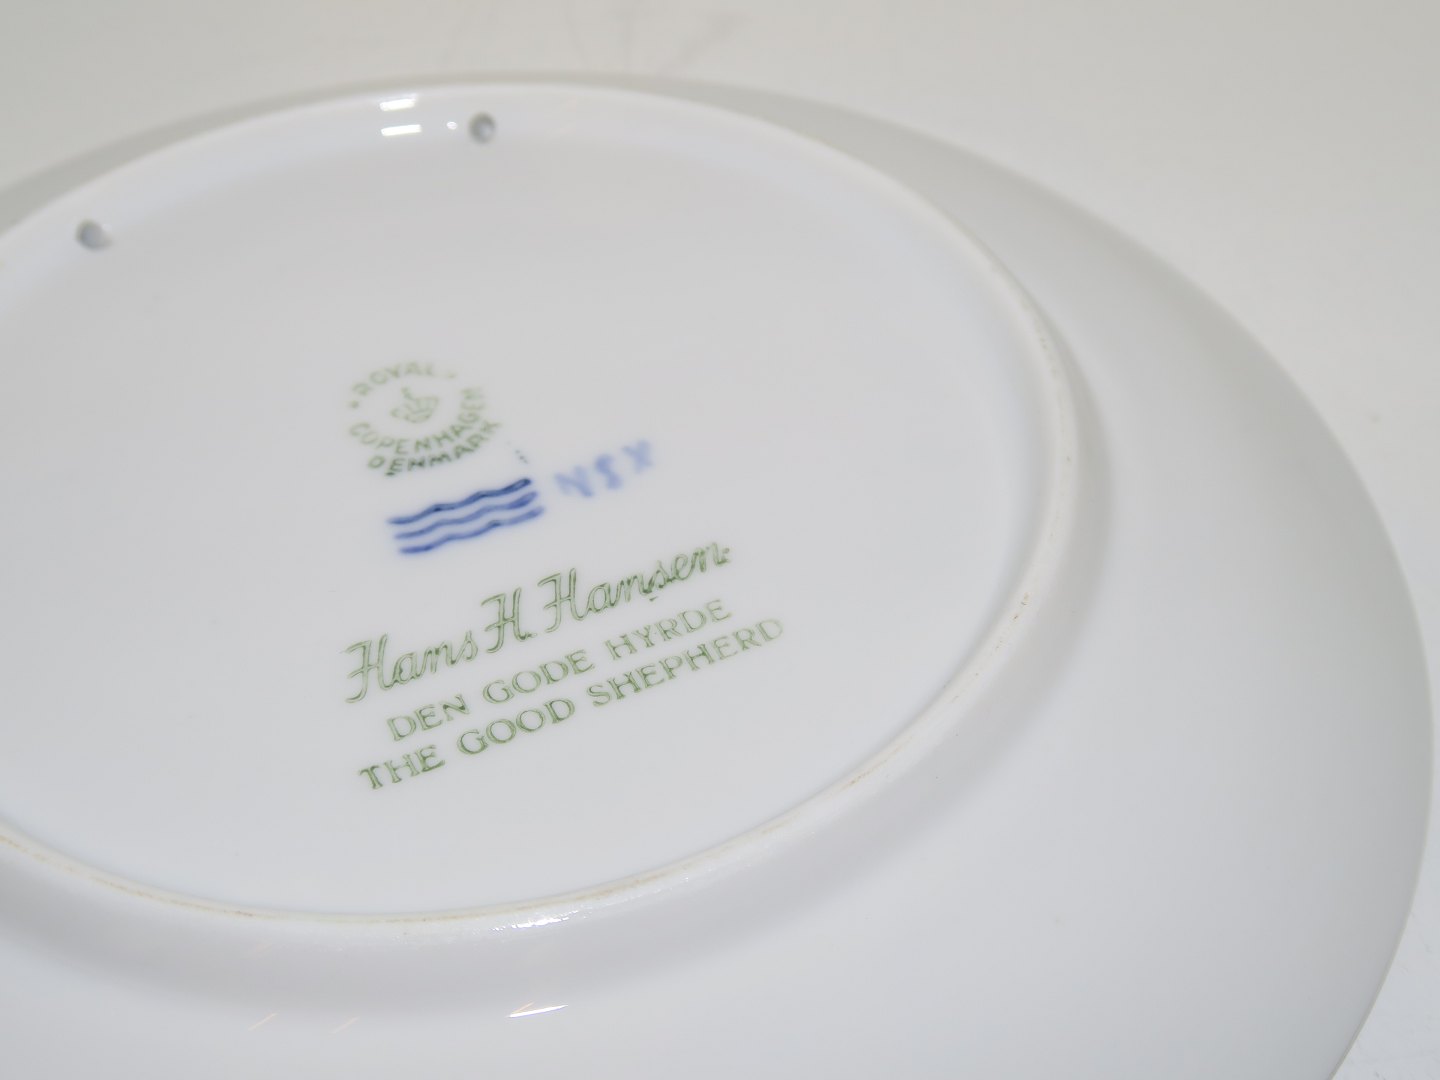 ROYAL
COPENHAGEN
DENMARK
Hans H. Hansen.
DEN GODE HYRDE
THE GOOD SHEPHERD